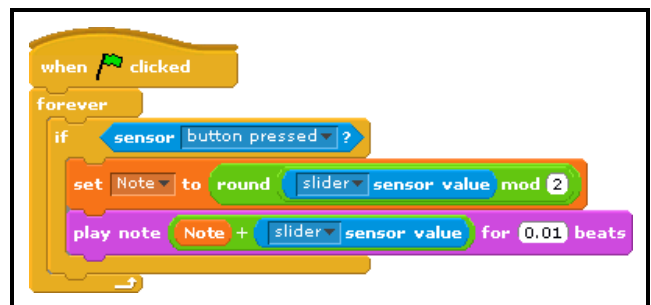 when clicked
forever
if sensor button pressed ?
set Note to round slider sensor value mod 2
play note Note + slider sensor value for 0.01 beats